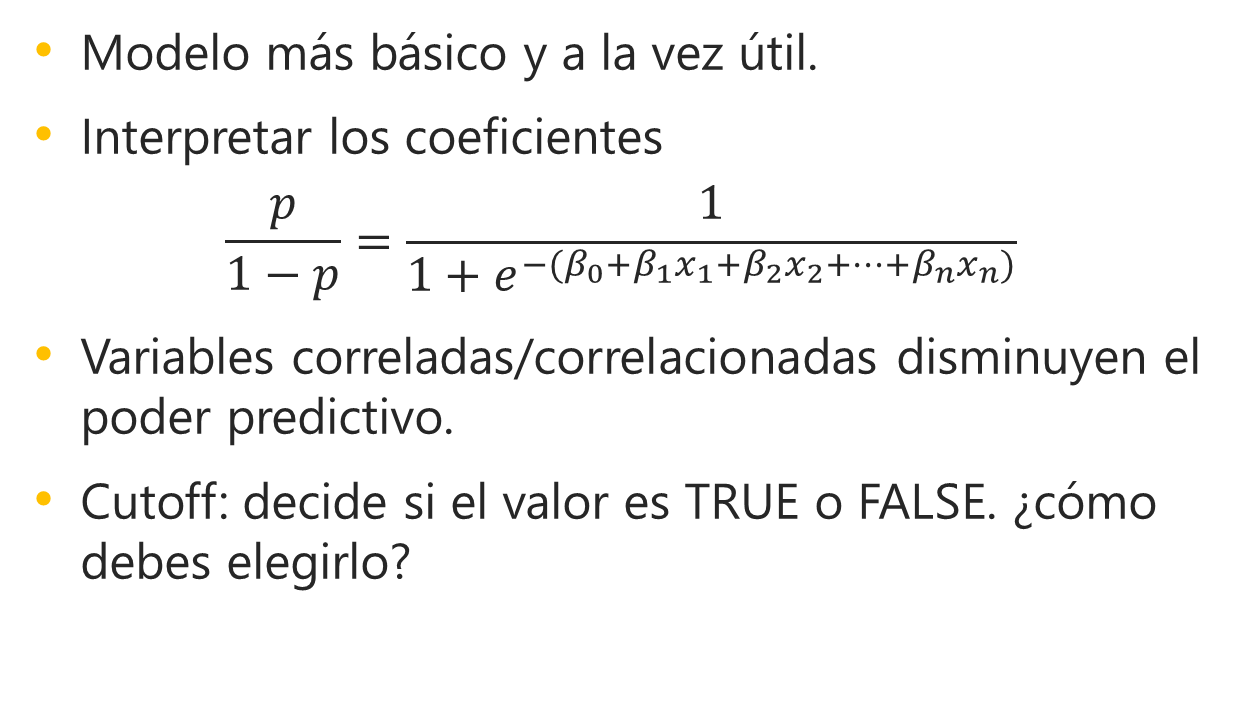 • Modelo más básico y a la vez útil.
• Interpretar los coeficientes
p/(1 − p) = 1/(1 + e^−(β₀+β₁x₁+β₂x₂+⋯+βₙxₙ))
• Variables correladas/correlacionadas disminuyen el
poder predictivo.
• Cutoff: decide si el valor es TRUE o FALSE. ¿cómo
debes elegirlo?